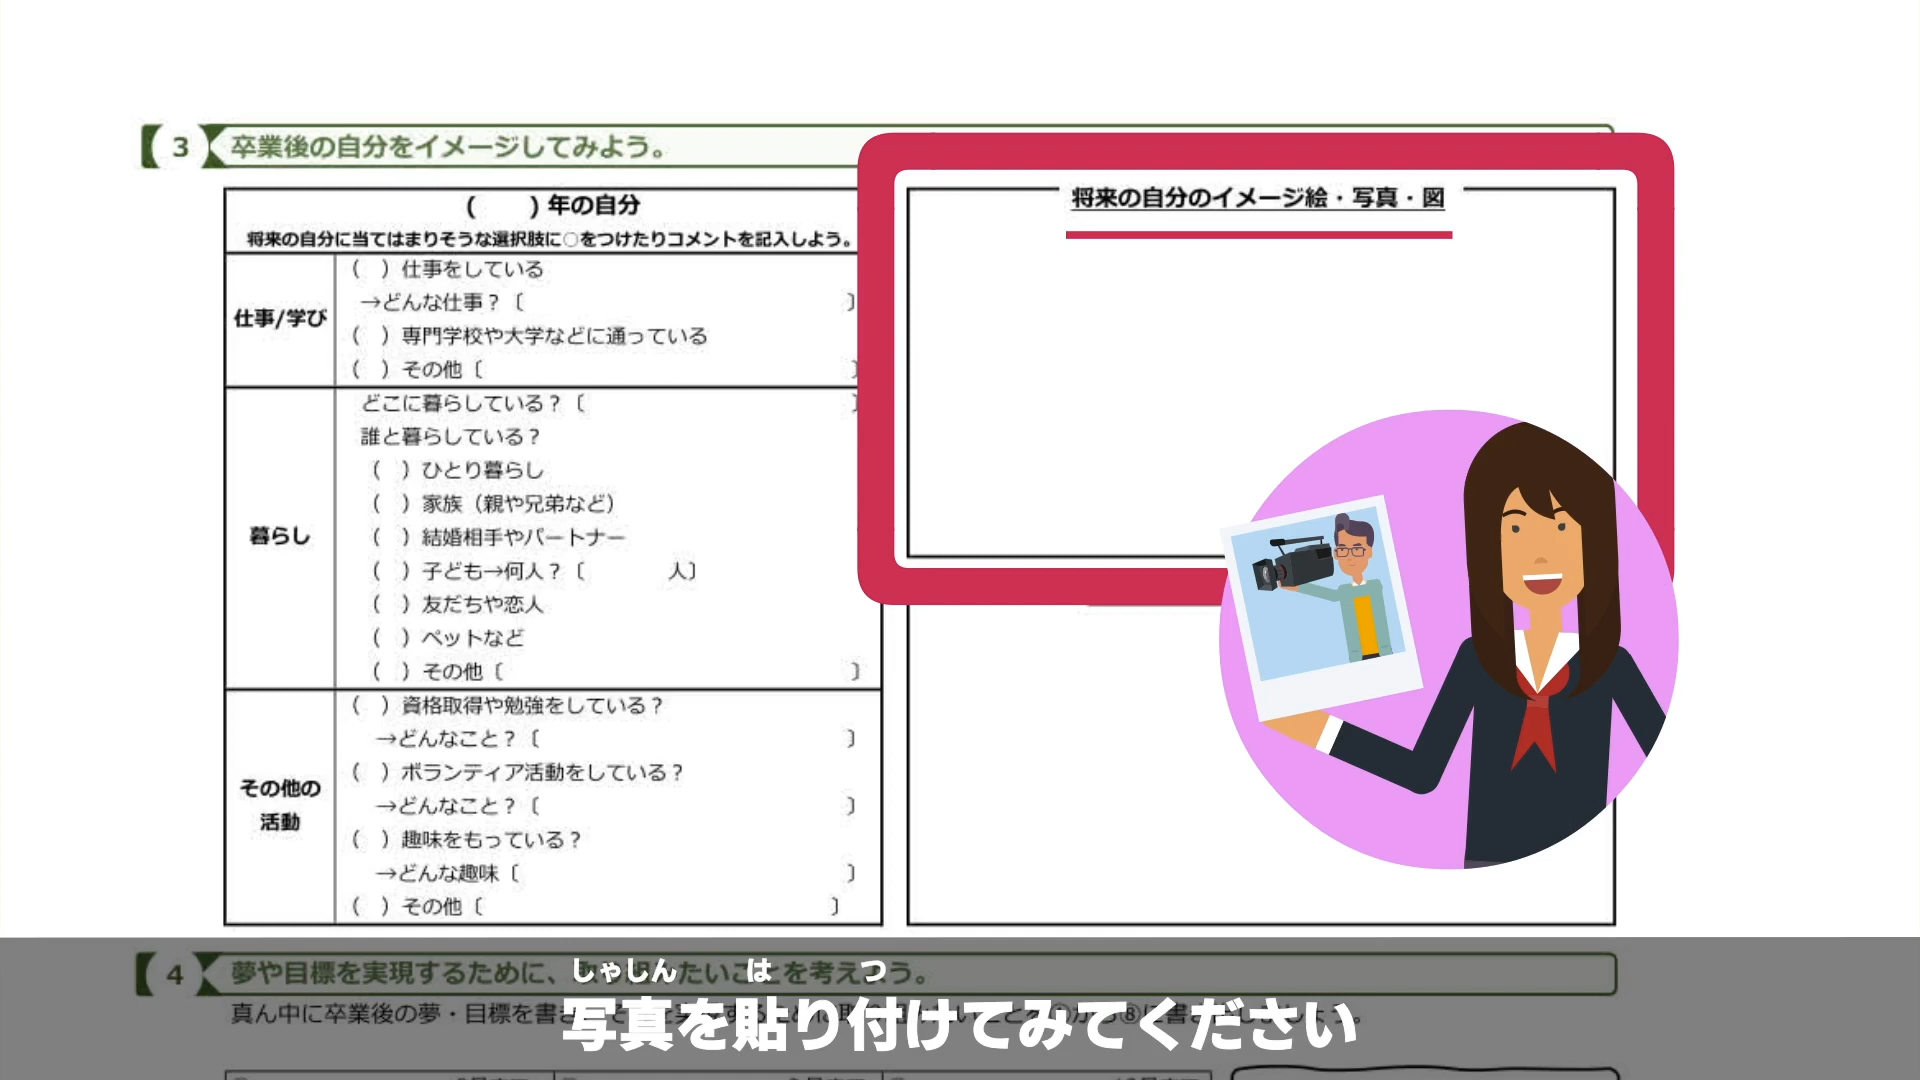 3 卒業後の自分をイメージしてみよう。
(　　)年の自分
将来の自分に当てはまりそうな選択肢に○をつけたりコメントを記入しよう。
仕事/学び
(　) 仕事をしている
→どんな仕事？〔　　　〕
(　) 専門学校や大学などに通っている
(　) その他〔　　　〕
暮らし
どこに暮らしている？〔　　　〕
誰と暮らしている？
(　) ひとり暮らし
(　) 家族（親や兄弟など）
(　) 結婚相手やパートナー
(　) 子ども→何人？〔　　　人〕
(　) 友だちや恋人
(　) ペットなど
(　) その他〔　　　〕
その他の
活動
(　) 資格取得や勉強をしている？
→どんなこと？〔　　　〕
(　) ボランティア活動をしている？
→どんなこと？〔　　　〕
(　) 趣味をもっている？
→どんな趣味〔　　　〕
(　) その他〔　　　〕
将来の自分のイメージ絵・写真・図
4 夢や目標を実現するために、たいことを考えよう。
真ん中に卒業後の夢・目標を書き
しゃしん は つ
写真を貼り付けてみてください